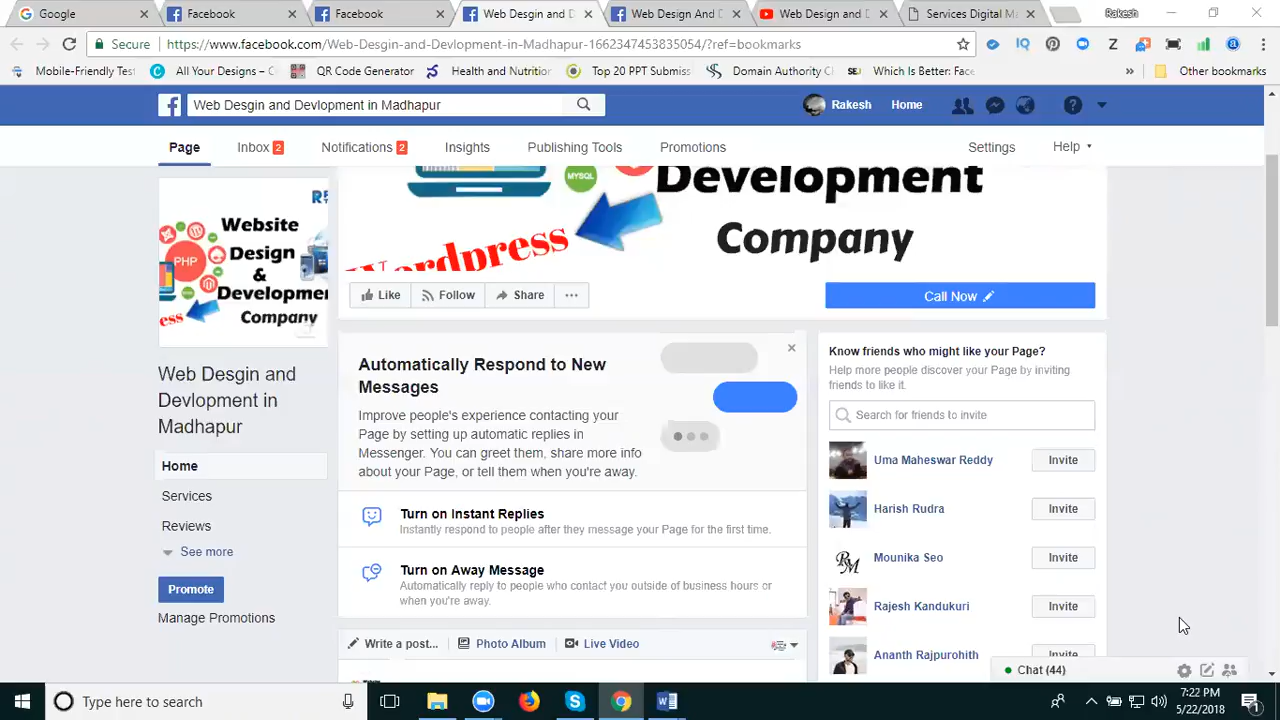 Google
Facebook
Facebook
Web Desgin and D
Web Design And D
Web Design and D
Services Digital Ma
Rakesh
Secure
https://www.facebook.com/Web-Desgin-and-Devlopment-in-Madhapur-1662347453835054/?ref=bookmarks
Mobile-Friendly Test
All Your Designs – C
QR Code Generator
Health and Nutrition
Top 20 PPT Submiss
Domain Authority Ch
Which Is Better: Face
»
Other bookmarks
Web Desgin and Devlopment in Madhapur
Rakesh
Home
Page
Inbox 2
Notifications 2
Insights
Publishing Tools
Promotions
Settings
Help
MYSQL
Development
Company
Wordpress
Website
Design
&
Developmen
Company
PHP
ss
Like
Follow
Share
...
Call Now
Web Desgin and
Devlopment in
Madhapur
Home
Services
Reviews
See more
Promote
Manage Promotions
Automatically Respond to New
Messages
Improve people's experience contacting your
Page by setting up automatic replies in
Messenger. You can greet them, share more info
about your Page, or tell them when you're away.
Turn on Instant Replies
Instantly respond to people after they message your Page for the first time.
Turn on Away Message
Automatically reply to people who contact you outside of business hours or
when you're away.
Write a post...
Photo Album
Live Video
Know friends who might like your Page?
Help more people discover your Page by inviting
friends to like it.
Search for friends to invite
Uma Maheswar Reddy
Invite
Harish Rudra
Invite
Mounika Seo
Invite
Rajesh Kandukuri
Invite
Ananth Rajpurohith
Invite
Chat (44)
Type here to search
7:22 PM
5/22/2018